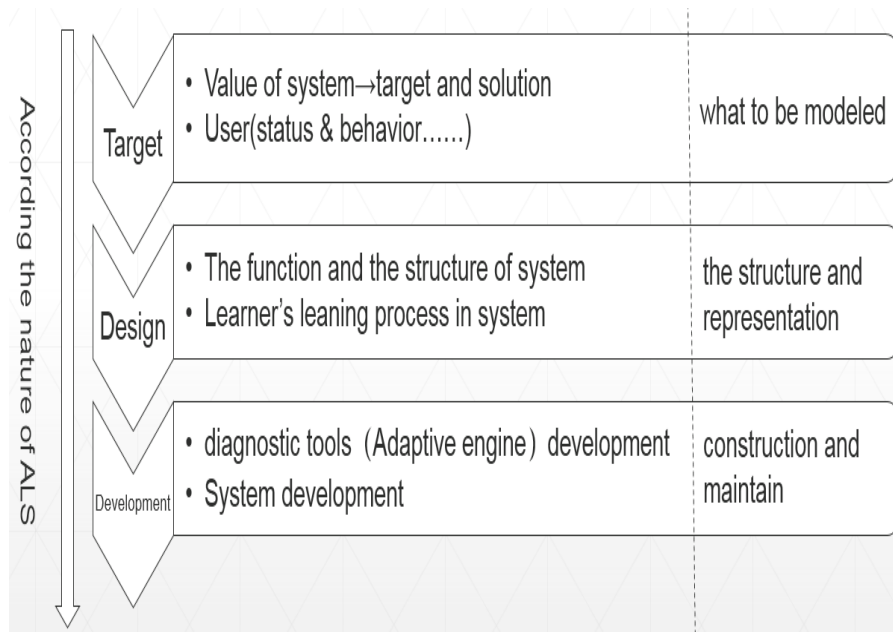 According the nature of ALS
Target
• Value of system→target and solution
• User(status & behavior……)
what to be modeled
Design
• The function and the structure of system
• Learner’s leaning process in system
the structure and
representation
Development
• diagnostic tools（Adaptive engine）development
• System development
construction and
maintain